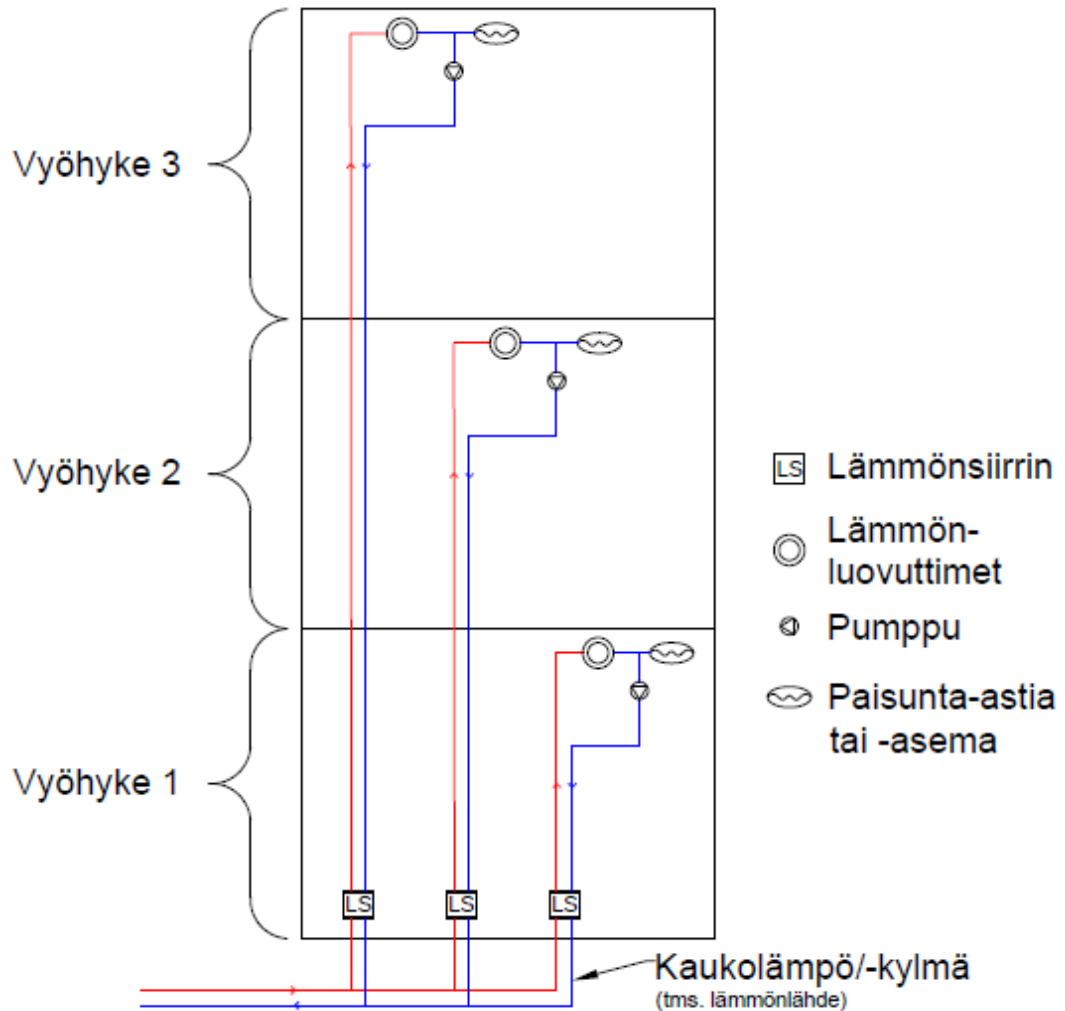 Vyöhyke 3
Vyöhyke 2
Vyöhyke 1
LS
LS
LS
LS Lämmönsiirrin
Lämmön-
luovuttimet
Pumppu
Paisunta-astia
tai -asema
Kaukolämpö/-kylmä
(tms. lämmönlähde)